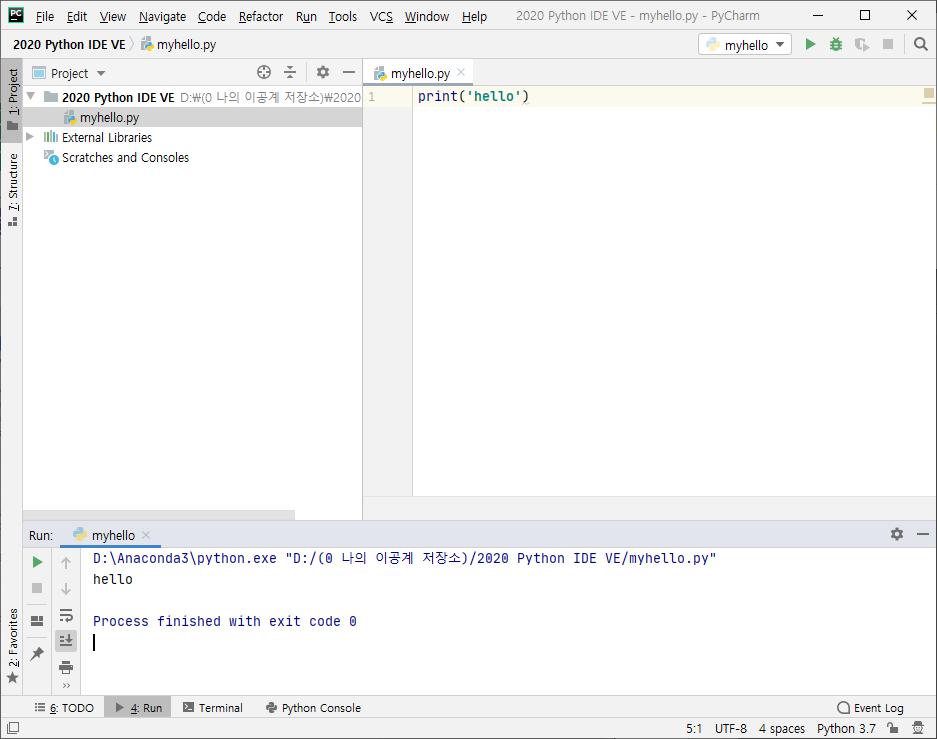 PC File Edit View Navigate Code Refactor Run Tools VCS Window Help 2020 Python IDE VE - myhello.py - PyCharm
2020 Python IDE VE myhello.py myhello
1: Project
Project myhello.py
2020 Python IDE VE D:₩(0 나의 이공계 저장소)₩2020
myhello.py
External Libraries
Scratches and Consoles
1 print('hello')
7: Structure
Run: myhello
D:\Anaconda3\python.exe "D:/(0 나의 이공계 저장소)/2020 Python IDE VE/myhello.py"
hello
Process finished with exit code 0
2: Favorites
6: TODO 4: Run Terminal Python Console Event Log
5:1 UTF-8 4 spaces Python 3.7